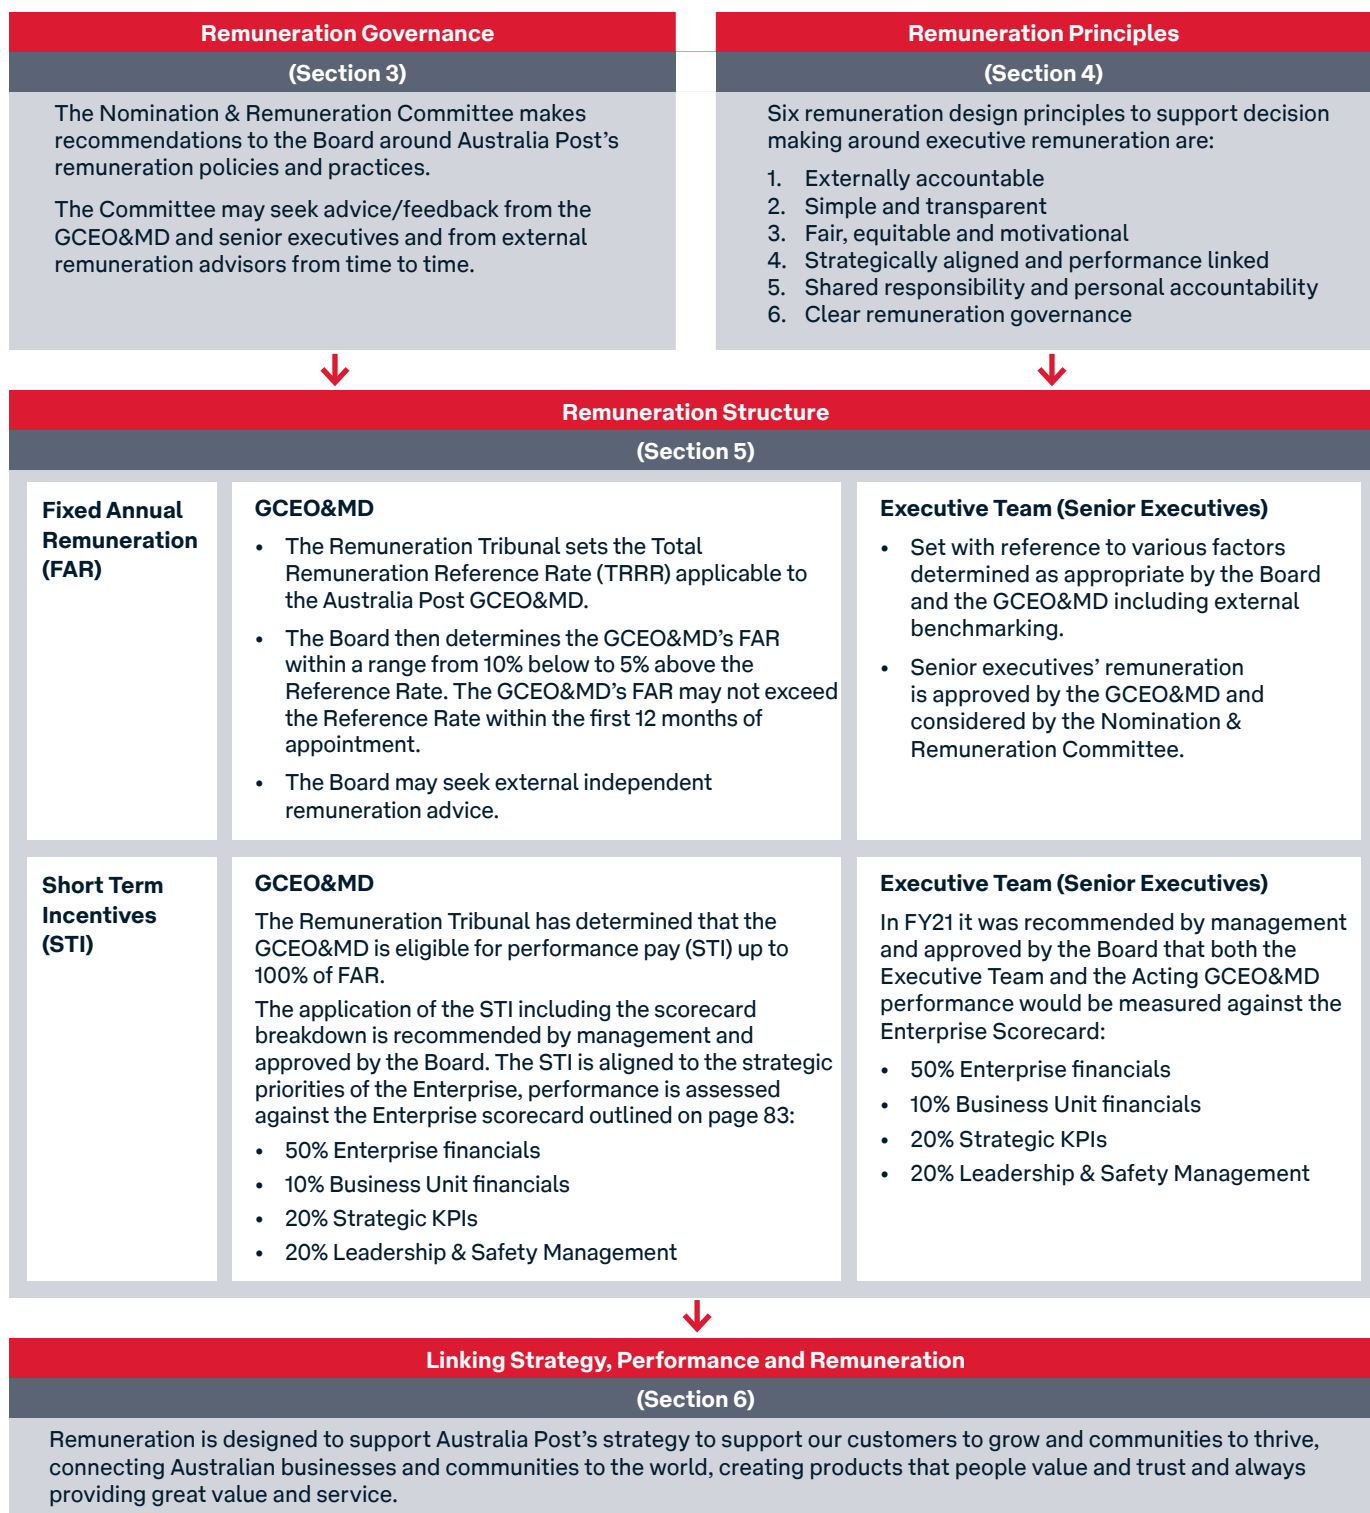 Remuneration Governance
(Section 3)
The Nomination & Remuneration Committee makes
recommendations to the Board around Australia Post’s
remuneration policies and practices.
The Committee may seek advice/feedback from the
GCEO&MD and senior executives and from external
remuneration advisors from time to time.
Remuneration Principles
(Section 4)
Six remuneration design principles to support decision
making around executive remuneration are:
1. Externally accountable
2. Simple and transparent
3. Fair, equitable and motivational
4. Strategically aligned and performance linked
5. Shared responsibility and personal accountability
6. Clear remuneration governance
Remuneration Structure
(Section 5)
Fixed Annual
Remuneration
(FAR)
GCEO&MD
• The Remuneration Tribunal sets the Total
Remuneration Reference Rate (TRRR) applicable to
the Australia Post GCEO&MD.
• The Board then determines the GCEO&MD’s FAR
within a range from 10% below to 5% above the
Reference Rate. The GCEO&MD’s FAR may not exceed
the Reference Rate within the first 12 months of
appointment.
• The Board may seek external independent
remuneration advice.
Executive Team (Senior Executives)
• Set with reference to various factors
determined as appropriate by the Board
and the GCEO&MD including external
benchmarking.
• Senior executives’ remuneration
is approved by the GCEO&MD and
considered by the Nomination &
Remuneration Committee.
Short Term
Incentives
(STI)
GCEO&MD
The Remuneration Tribunal has determined that the
GCEO&MD is eligible for performance pay (STI) up to
100% of FAR.
The application of the STI including the scorecard
breakdown is recommended by management and
approved by the Board. The STI is aligned to the strategic
priorities of the Enterprise, performance is assessed
against the Enterprise scorecard outlined on page 83:
• 50% Enterprise financials
• 10% Business Unit financials
• 20% Strategic KPIs
• 20% Leadership & Safety Management
Executive Team (Senior Executives)
In FY21 it was recommended by management
and approved by the Board that both the
Executive Team and the Acting GCEO&MD
performance would be measured against the
Enterprise Scorecard:
• 50% Enterprise financials
• 10% Business Unit financials
• 20% Strategic KPIs
• 20% Leadership & Safety Management
Linking Strategy, Performance and Remuneration
(Section 6)
Remuneration is designed to support Australia Post’s strategy to support our customers to grow and communities to thrive,
connecting Australian businesses and communities to the world, creating products that people value and trust and always
providing great value and service.